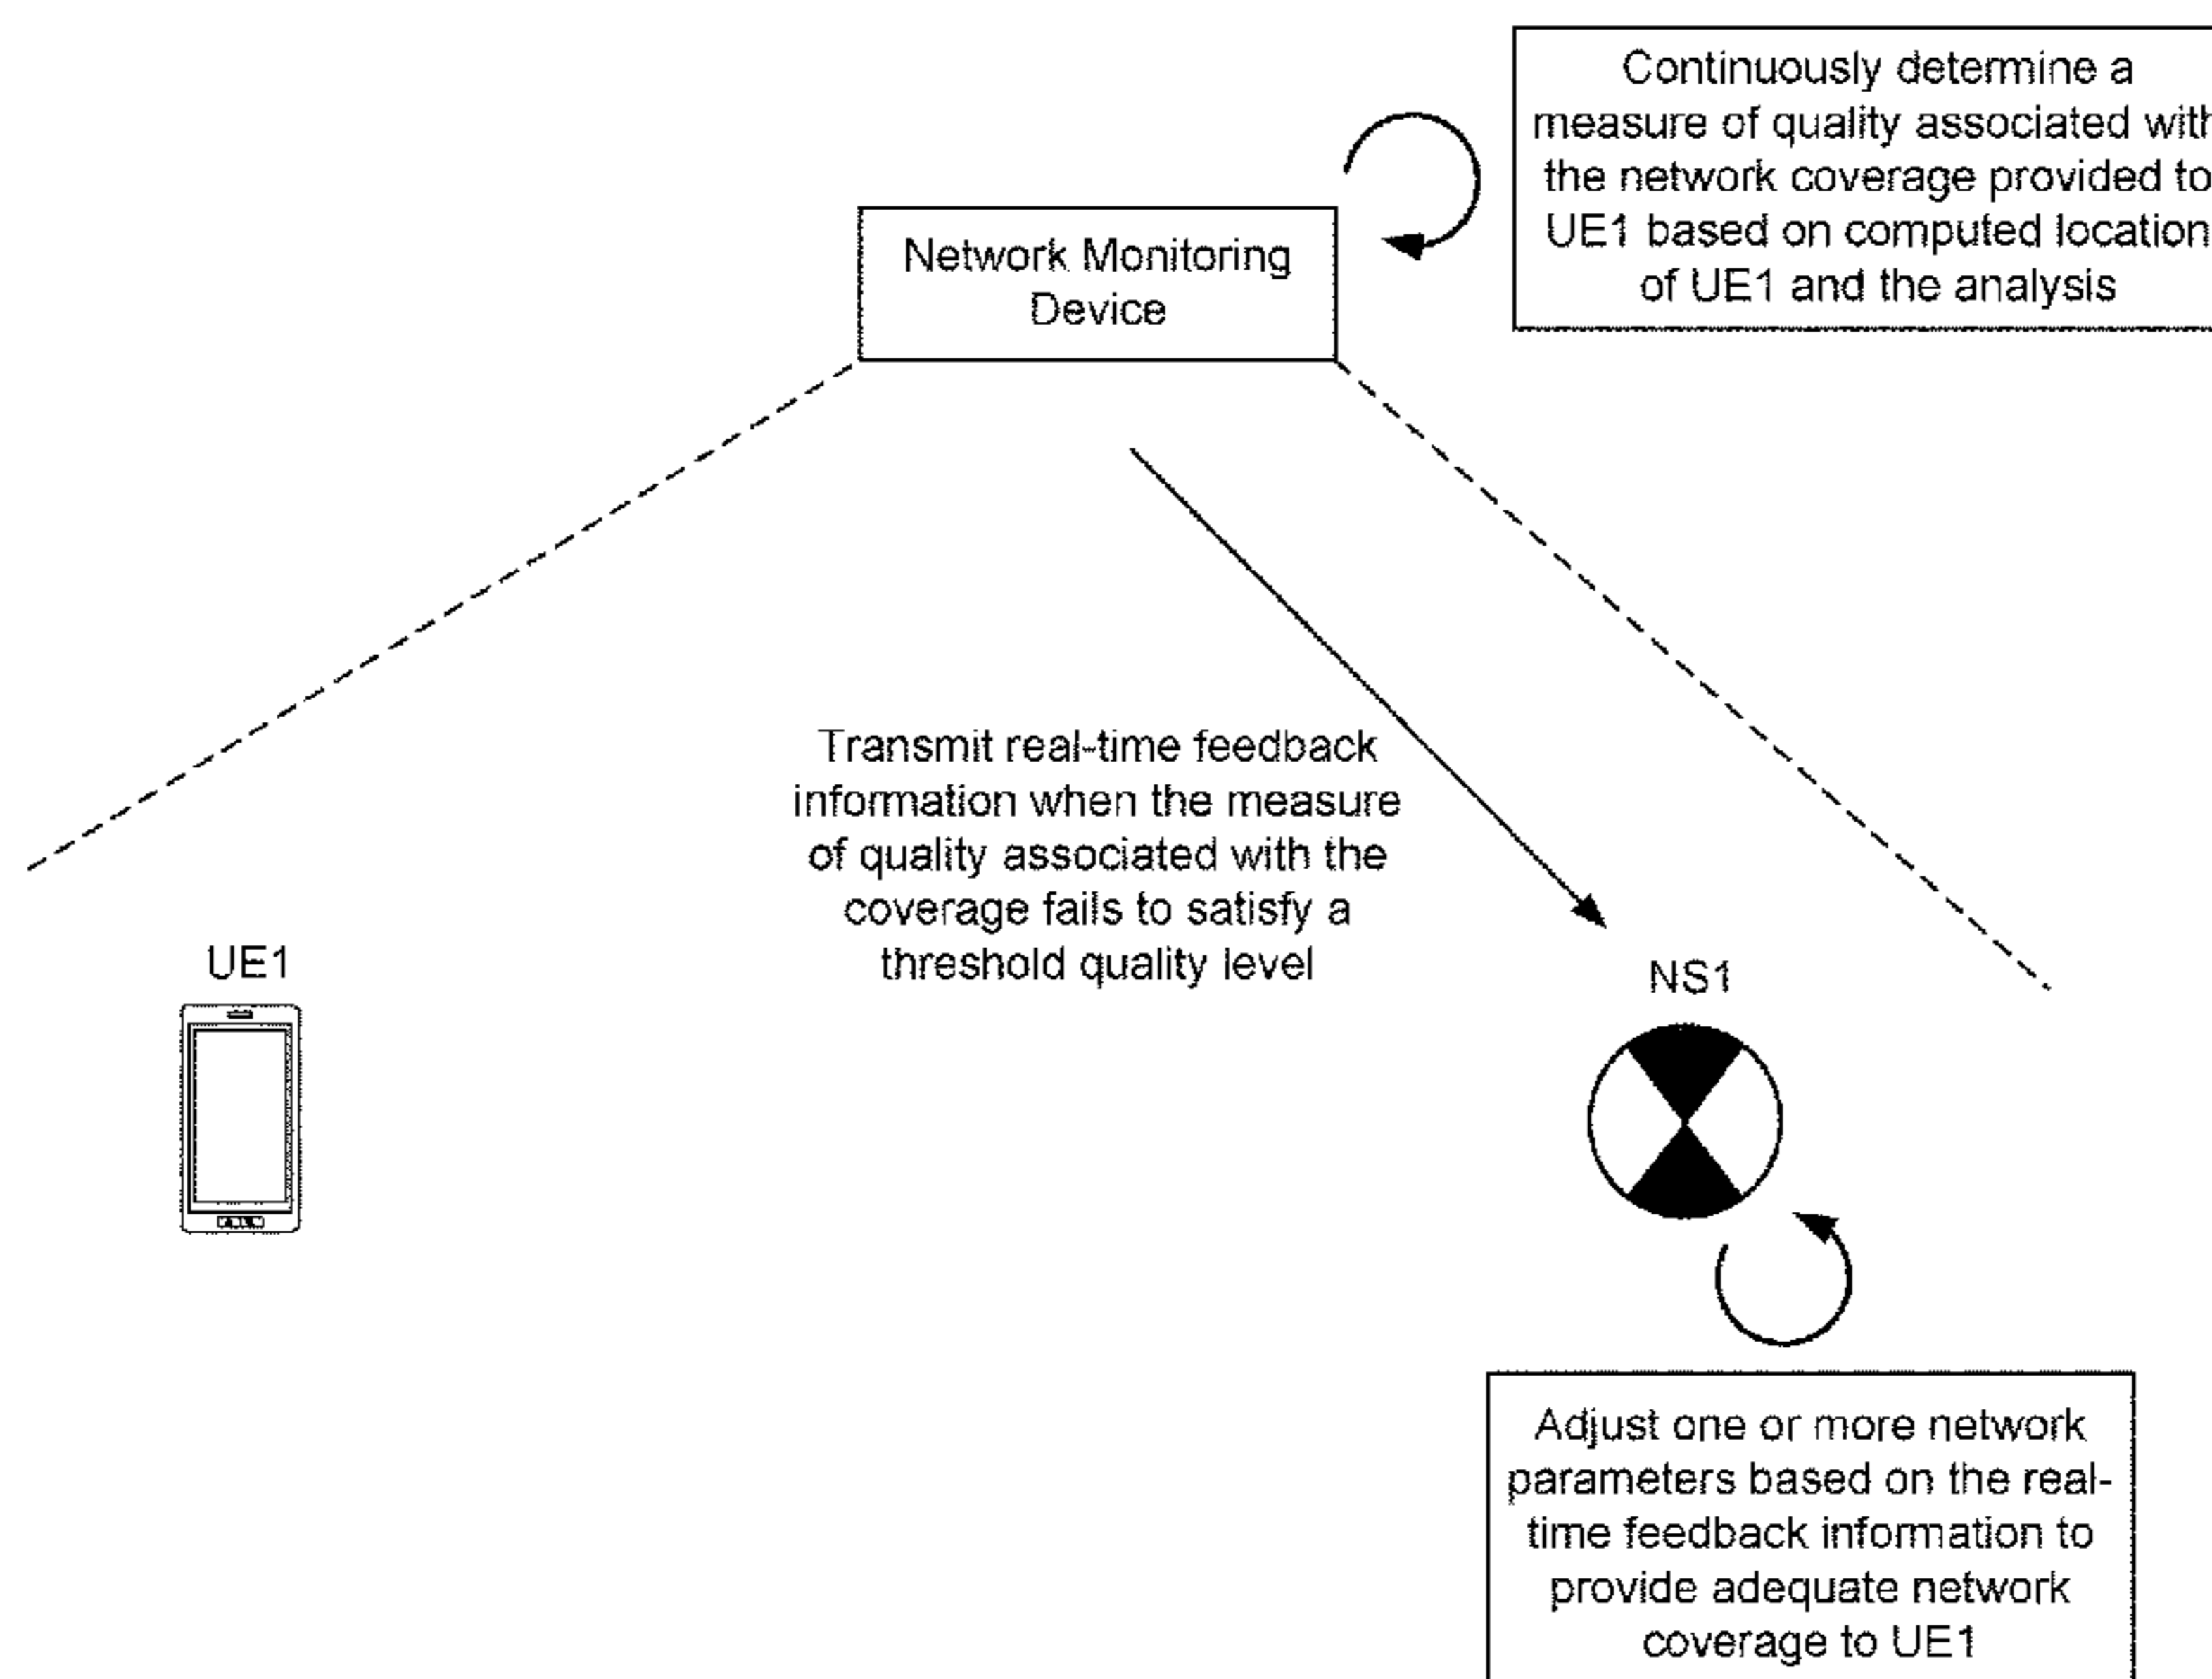 Continuously determine a
measure of quality associated with
the network coverage provided to
UE1 based on computed location
of UE1 and the analysis
Network Monitoring
Device
Transmit real-time feedback
information when the measure
of quality associated with the
coverage fails to satisfy a
threshold quality level
UE1
NS1
Adjust one or more network
parameters based on the real-
time feedback information to
provide adequate network
coverage to UE1